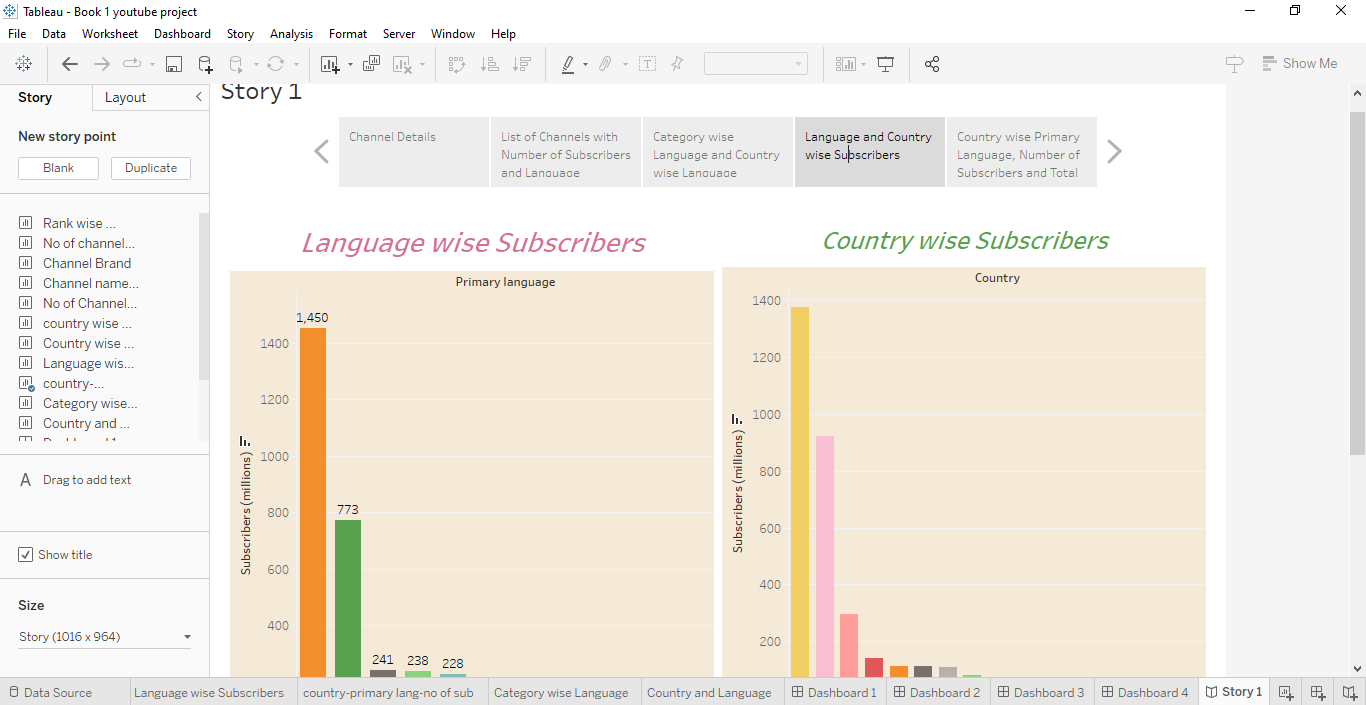 Tableau - Book 1 youtube project
File Data Worksheet Dashboard Story Analysis Format Server Window Help
Show Me
Story Layout
New story point
Blank Duplicate
Rank wise ...
No of channel...
Channel Brand
Channel name...
No of Channel...
country wise ...
Country wise ...
Language wis...
country-...
Category wise...
Country and ...
A Drag to add text
Show title
Size
Story (1016 x 964)
Story 1
Channel Details
List of Channels with
Number of Subscribers
and Language
Category wise
Language and Country
wise Language
Language and Country
wise Subscribers
Country wise Primary
Language, Number of
Subscribers and Total
Language wise Subscribers
Primary language
Subscribers (millions)
1400
1200
1000
800
600
400
1,450
773
241
238
228
Country wise Subscribers
Country
Subscribers (millions)
1400
1200
1000
800
600
400
200
Data Source Language wise Subscribers country-primary lang-no of sub Category wise Language Country and Language Dashboard 1 Dashboard 2 Dashboard 3 Dashboard 4 Story 1